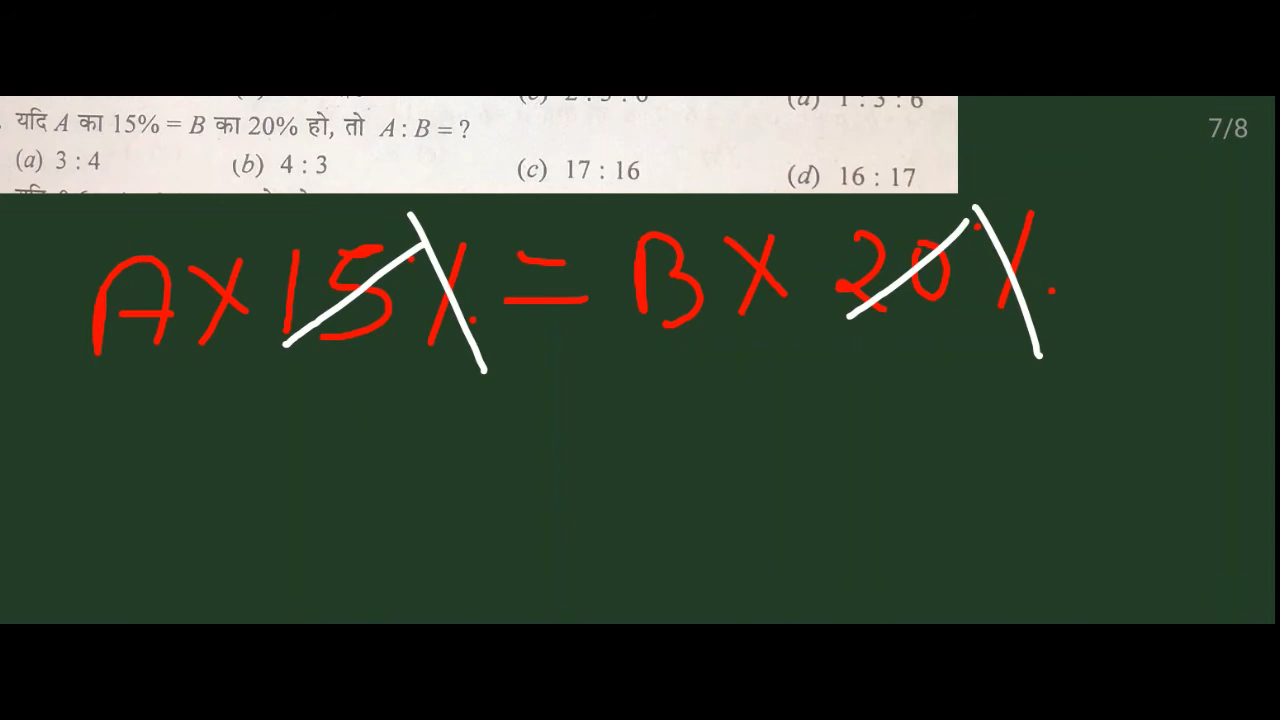 7/8
यदि A का 15% = B का 20% हो, तो A : B = ?
(a) 3 : 4 (b) 4 : 3 (c) 17 : 16 (d) 16 : 17
A X 15% = B X 20%